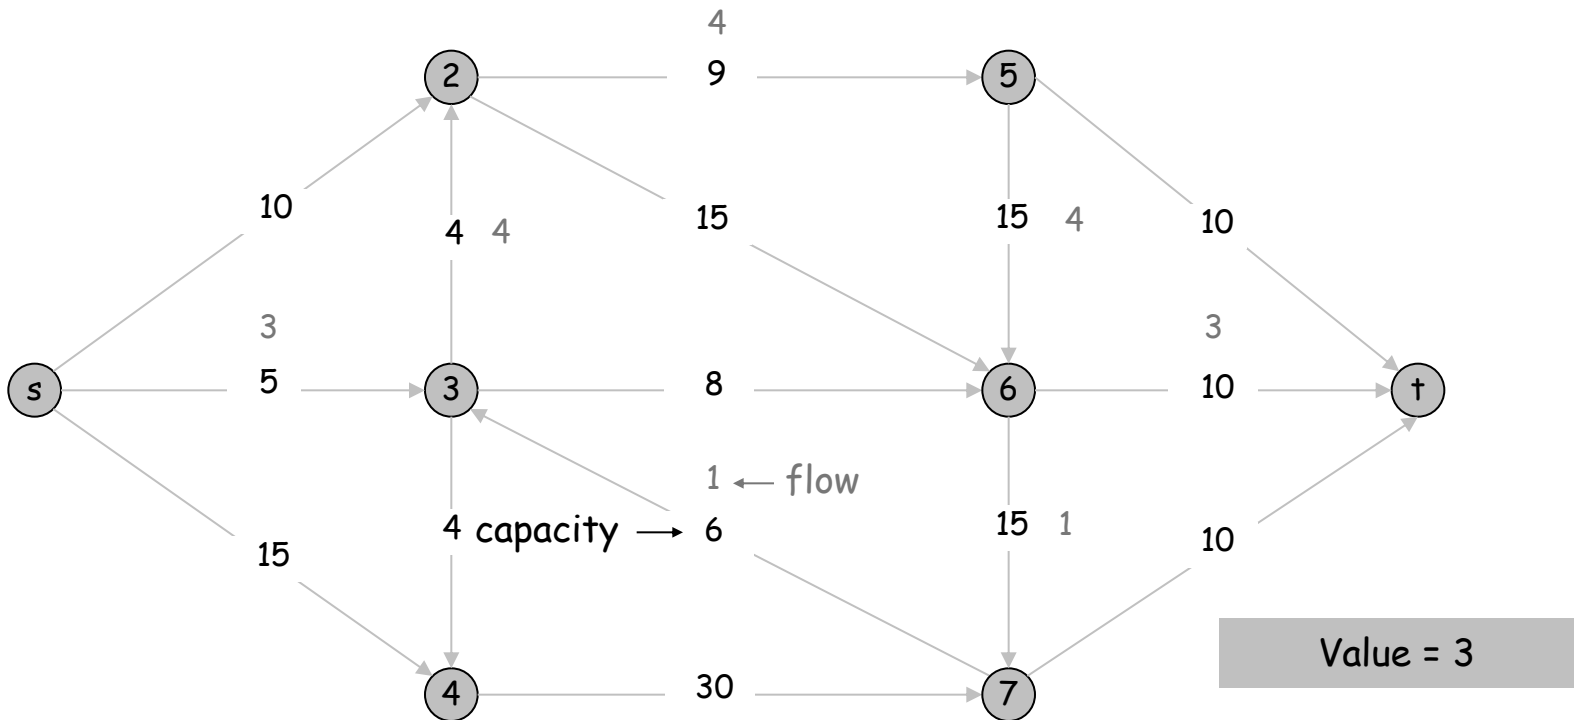 4
2 9 5
10
4 4 15 15 4 10
3 3
s 5 3 8 6 10 t
1 ← flow
4 capacity → 6 15 1
15 10
Value = 3
4 30 7